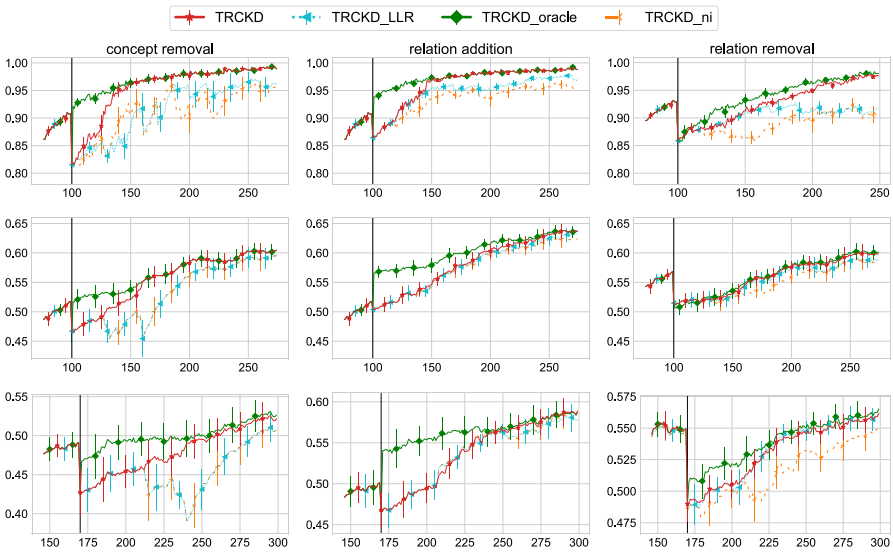 TRCKD TRCKD_LLR TRCKD_oracle TRCKD_ni
concept removal relation addition relation removal
1.00 1.00 1.00
0.95 0.95 0.95
0.90 0.90 0.90
0.85 0.85 0.85
0.80 0.80 0.80
100 150 200 250 100 150 200 250 100 150 200 250
0.65 0.65 0.65
0.60 0.60 0.60
0.55 0.55 0.55
0.50 0.50 0.50
0.45 0.45 0.45
100 150 200 250 100 150 200 250 100 150 200 250
0.55 0.60 0.575
0.50 0.55 0.550
0.45 0.50 0.525
0.40 0.45 0.500
0.475
150 175 200 225 250 275 300 150 175 200 225 250 275 300 150 175 200 225 250 275 300